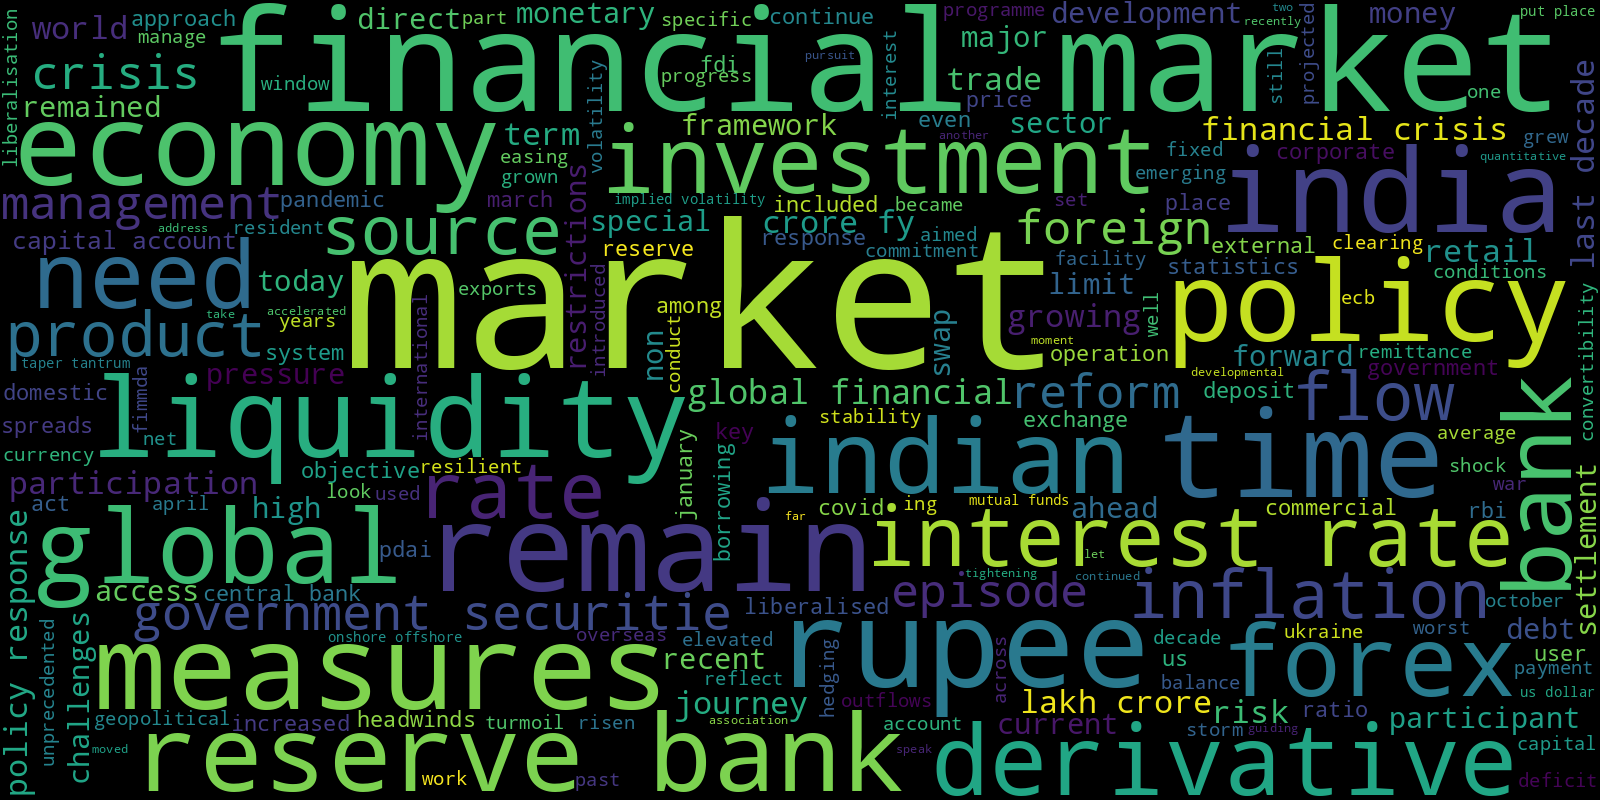 liberalisation
world
approach
manage
direct
part
monetary
specific
continue
programme
development
two
recently
money
put place
crisis
window
financial
fdi
progress
pursuit
interest
major
trade
market
still
projected
one
remained
volatility
price
economy
term
easing
grown
framework
investment
even
another
sector
financial crisis
fixed
emerging
corporate
grew
quantitative
last decade
management
pandemic
address
resident
march
restrictions
implied volatility
special
included
became
crore fy
response
aimed
commitment
set
place
india
capital account
source
reserve
foreign
external
clearing
retail
need
today
exports
market
introduced
among
facility
limit
statistics
policy
ecb
conditions
convertibility
product
take
accelerated
years
system
taper tantrum
non
conduct
swap
growing
moment
operation
well
forward
remittance
developmental
government
domestic
pressure
fimmda
international
global financial
reform
deposit
flow
spreads
liquidity
net
stability
exchange
key
indian
time
average
bank
currency
objective
resilient
january
borrowing
shock
participation
look
used
rate
mutual funds
war
settlement
act
april
high
far
covid
ing
ahead
commercial
rbi
policy response
global
pdai
remain
interest rate
let
tightening
continued
access
central bank
episode
inflation
october
challenges
government securitie
liberalised
unprecedented
onshore offshore
overseas
elevated
rupee
decade
ukraine
worst
debt
measures
recent
reflect
hedging
across
us
forex
user
balance
payment
us dollar
journey
outflows
lakh crore
risk
ratio
geopolitical
increased
headwinds
turmoil
risen
association
account
current
storm
guiding
participant
moved
reserve bank
work
past
speak
derivative
capital
deficit